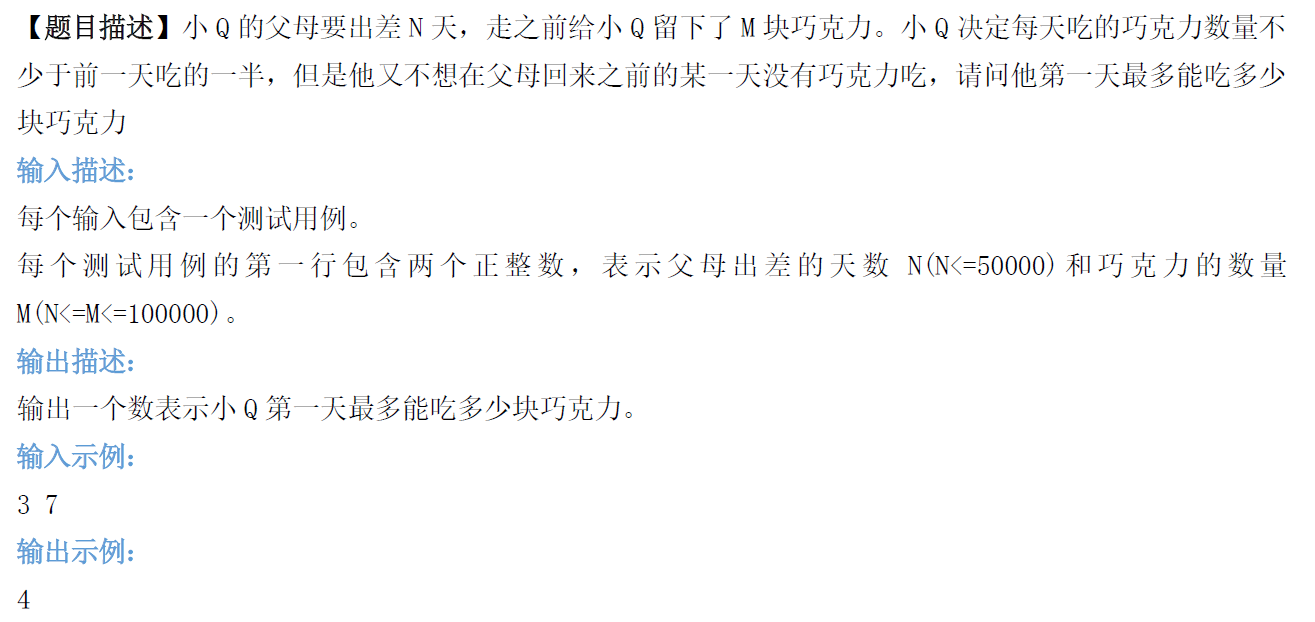 【题目描述】小 Q 的父母要出差 N 天，走之前给小 Q 留下了 M 块巧克力。小 Q 决定每天吃的巧克力数量不
少于前一天吃的一半，但是他又不想在父母回来之前的某一天没有巧克力吃，请问他第一天最多能吃多少
块巧克力
输入描述：
每个输入包含一个测试用例。
每个测试用例的第一行包含两个正整数，表示父母出差的天数 N(N<=50000)和巧克力的数量
M(N<=M<=100000)。
输出描述：
输出一个数表示小 Q 第一天最多能吃多少块巧克力。
输入示例：
3 7
输出示例：
4